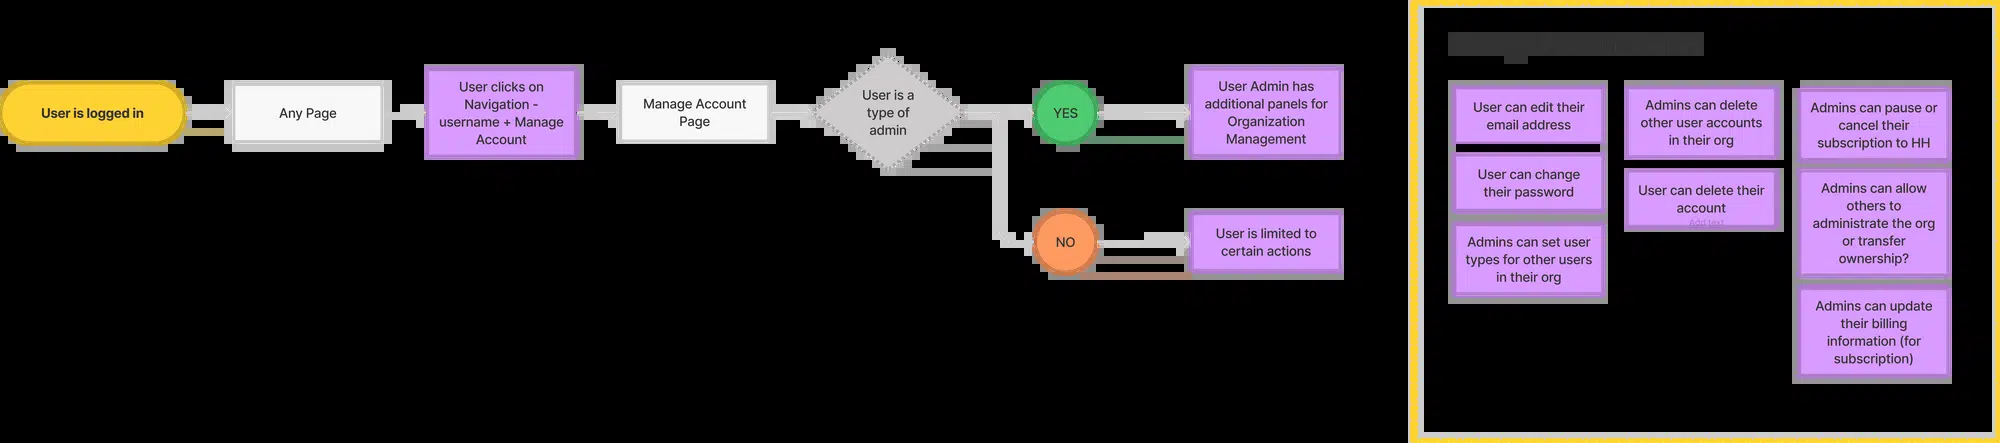 User is logged in
Any Page
User clicks on
Navigation -
username + Manage
Account
Manage Account
Page
User is a
type of
admin
YES
User Admin has
additional panels for
Organization
Management
NO
User is limited to
certain actions
User can edit their
email address
User can change
their password
Admins can set user
types for other users
in their org
Admins can delete
other user accounts
in their org
User can delete their
account
Add text
Admins can pause or
cancel their
subscription to HH
Admins can allow
others to
administrate the org
or transfer
ownership?
Admins can update
their billing
information (for
subscription)